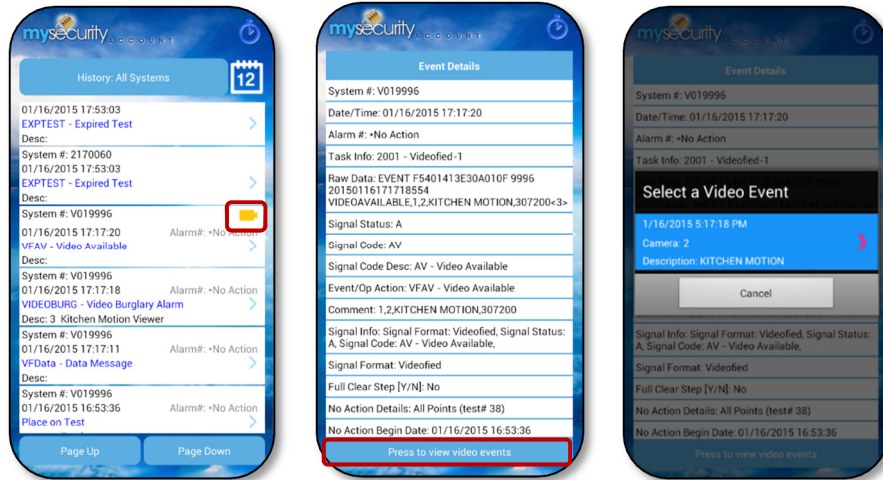 mysecurity
ACCOUNT
History: All Systems
12
01/16/2015 17:53:03
EXPTEST - Expired Test
Desc:
System #: 2170060
01/16/2015 17:53:03
EXPTEST - Expired Test
Desc:
System #: V019996
01/16/2015 17:17:20 Alarm#: •No Action
VFAV - Video Available
Desc:
System #: V019996
01/16/2015 17:17:18 Alarm#: •No Action
VIDEOBURG - Video Burglary Alarm
Desc: 3 Kitchen Motion Viewer
System #: V019996
01/16/2015 17:17:11 Alarm#: •No Action
VFData - Data Message
Desc:
System #: V019996
01/16/2015 16:53:36 Alarm#: •No Action
Place on Test
Page Up Page Down
mysecurity
ACCOUNT
Event Details
System #: V019996
Date/Time: 01/16/2015 17:17:20
Alarm #: •No Action
Task Info: 2001 - Videofied-1
Raw Data: EVENT F5401413E30A010F 9996
20150116171718554
VIDEOAVAILABLE,1,2,KITCHEN MOTION,307200<3>
Signal Status: A
Signal Code: AV
Signal Code Desc: AV - Video Available
Event/Op Action: VFAV - Video Available
Comment: 1,2,KITCHEN MOTION,307200
Signal Info: Signal Format: Videofied, Signal Status:
A, Signal Code: AV - Video Available,
Signal Format: Videofied
Full Clear Step [Y/N]: No
No Action Details: All Points (test# 38)
No Action Begin Date: 01/16/2015 16:53:36
Press to view video events
mysecurity
ACCOUNT
Event Details
System #: V019996
Date/Time: 01/16/2015 17:17:20
Alarm #: •No Action
Task Info: 2001 - Videofied-1
Select a Video Event
1/16/2015 5:17:18 PM
Camera: 2
Description: KITCHEN MOTION
Cancel
Signal Info: Signal Format: Videofied, Signal Status:
A, Signal Code: AV - Video Available,
Signal Format: Videofied
Full Clear Step [Y/N]: No
No Action Details: All Points (test# 38)
No Action Begin Date: 01/16/2015 16:53:36
Press to view video events